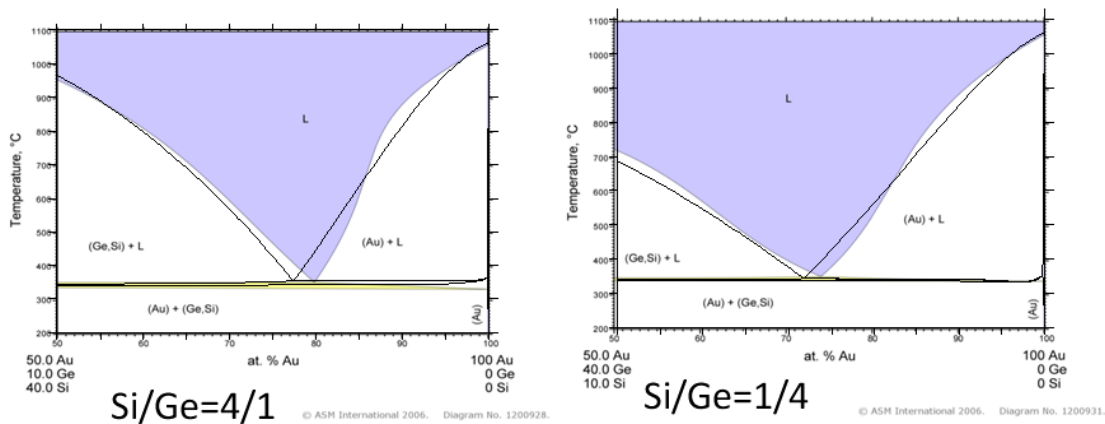 1100
1000
900
800
700
600
500
400
300
200
Temperature, °C
L
(Ge,Si) + L
(Au) + L
(Au) + (Ge,Si)
(Au)
50
60
70
80
90
100
at. % Au
50.0 Au
10.0 Ge
40.0 Si
100 Au
0 Ge
0 Si
Si/Ge=4/1
© ASM International 2006. Diagram No. 1200928.
1100
1000
900
800
700
600
500
400
300
200
Temperature, °C
L
(Ge,Si) + L
(Au) + L
(Au) + (Ge,Si)
(Au)
50
60
70
80
90
100
at. % Au
50.0 Au
40.0 Ge
10.0 Si
100 Au
0 Ge
0 Si
Si/Ge=1/4
© ASM International 2006. Diagram No. 1200931.